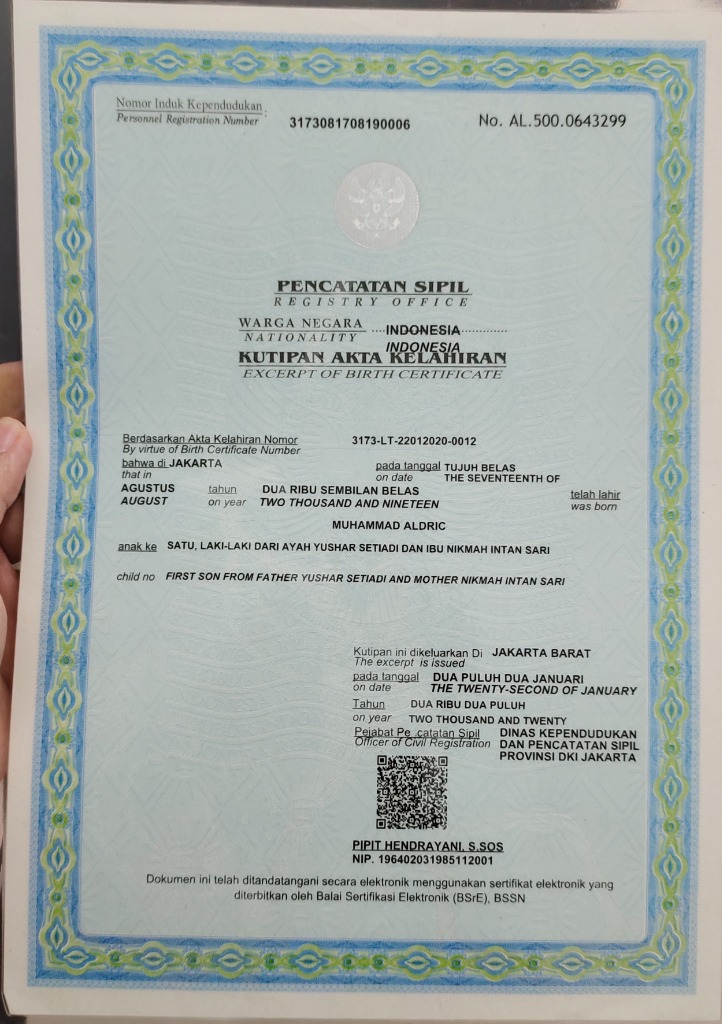 Nomor Induk Kependudukan
Personnel Registration Number : 3173081708190006 No. AL.500.0643299
PENCATATAN SIPIL
REGISTRY OFFICE
WARGA NEGARA INDONESIA
NATIONALITY INDONESIA
KUTIPAN AKTA KELAHIRAN
EXCERPT OF BIRTH CERTIFICATE
Berdasarkan Akta Kelahiran Nomor 3173-LT-22012020-0012
By virtue of Birth Certificate Number
bahwa di JAKARTA pada tanggal TUJUH BELAS
that in on date THE SEVENTEENTH OF
AGUSTUS tahun DUA RIBU SEMBILAN BELAS telah lahir
AUGUST on year TWO THOUSAND AND NINETEEN was born
MUHAMMAD ALDRIC
anak ke SATU, LAKI-LAKI DARI AYAH YUSHAR SETIADI DAN IBU NIKMAH INTAN SARI
child no FIRST SON FROM FATHER YUSHAR SETIADI AND MOTHER NIKMAH INTAN SARI
Kutipan ini dikeluarkan Di JAKARTA BARAT
The excerpt is issued
pada tanggal DUA PULUH DUA JANUARI
on date THE TWENTY-SECOND OF JANUARY
Tahun DUA RIBU DUA PULUH
on year TWO THOUSAND AND TWENTY
Pejabat Pe catatan Sipil DINAS KEPENDUDUKAN
Officer of Civil Registration DAN PENCATATAN SIPIL
PROVINSI DKI JAKARTA
PIPIT HENDRAYANI, S.SOS
NIP. 196402031985112001
Dokumen ini telah ditandatangani secara elektronik menggunakan sertifikat elektronik yang
diterbitkan oleh Balai Sertifikasi Elektronik (BSrE), BSSN